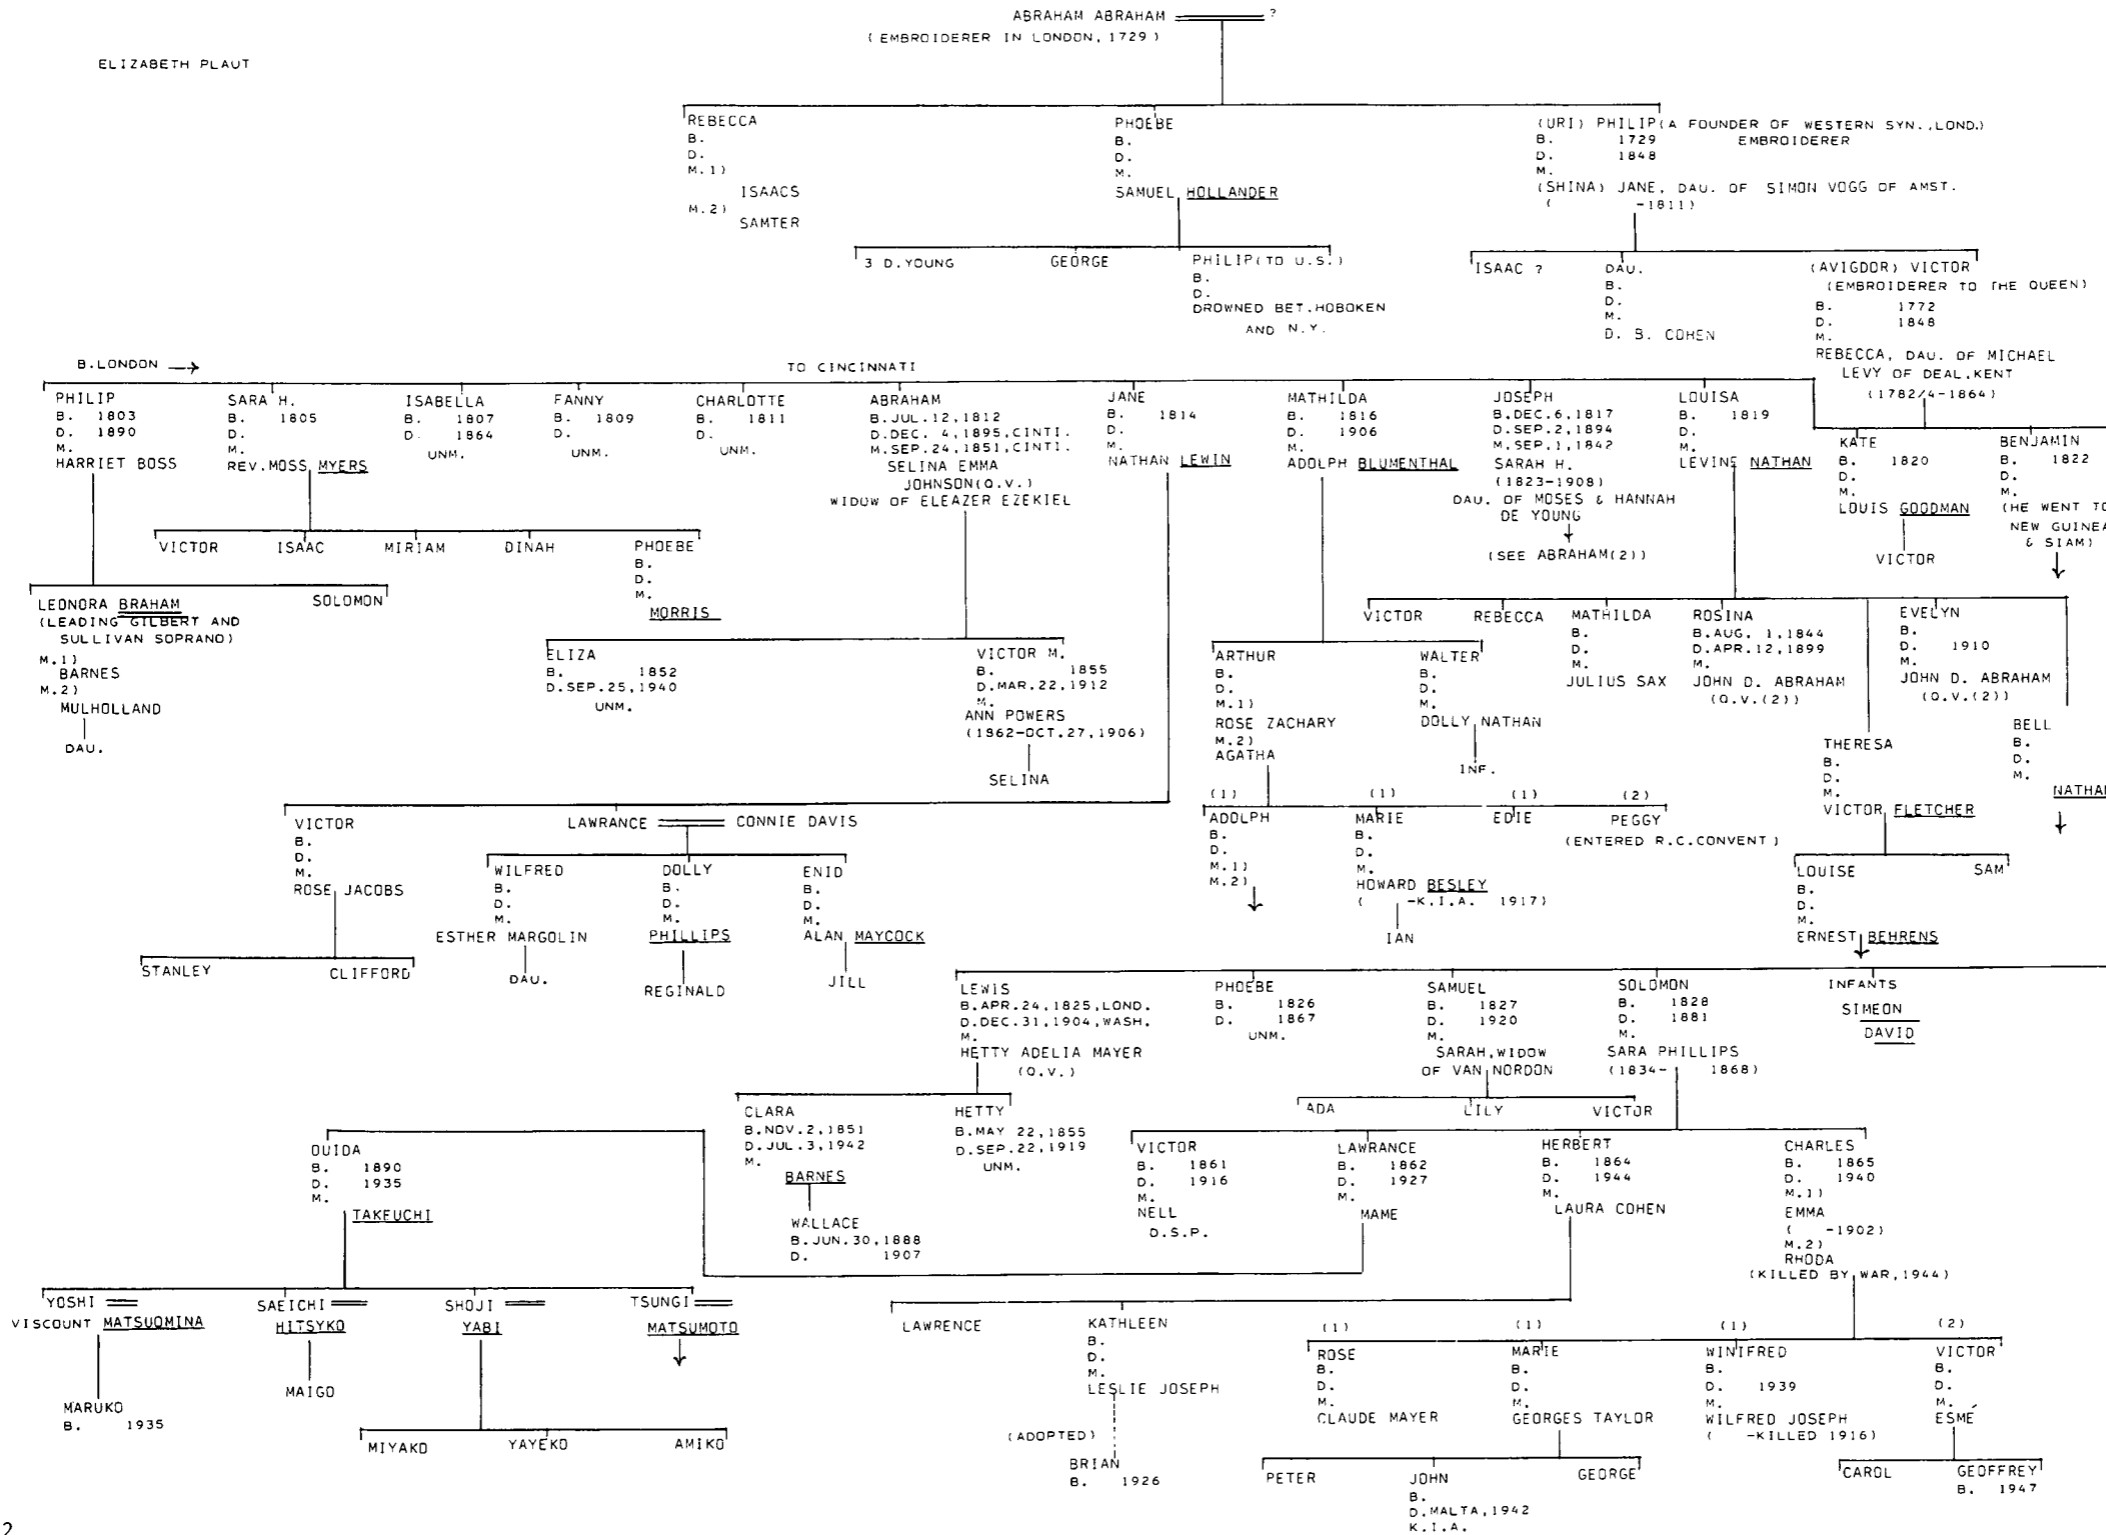 ABRAHAM ABRAHAM ?
(EMBROIDERER IN LONDON, 1729)
ELIZABETH PLAUT
REBECCA
B.
D.
M.1)
ISAACS
M.2)
SAMTER
PHOEBE
B.
D.
M.
SAMUEL HOLLANDER
(URI) PHILIP (A FOUNDER OF WESTERN SYN., LOND.)
B. 1729 EMBROIDERER
D. 1848
M.
(SHINA) JANE, DAU. OF SIMON VOGG OF AMST.
( -1811)
3 D.YOUNG
GEORGE
PHILIP(TO U.S.)
B.
D.
DROWNED BET.HOBOKEN
AND N.Y.
ISAAC ?
DAU.
B.
D.
M.
D. B. COHEN
(AVIGDOR) VICTOR
(EMBROIDERER TO THE QUEEN)
B. 1772
D. 1848
M.
REBECCA, DAU. OF MICHAEL
LEVY OF DEAL,KENT
(1782/4-1864)
B.LONDON →
TO CINCINNATI
PHILIP
B. 1803
D. 1890
M.
HARRIET BOSS
SARA H.
B. 1805
D.
M.
REV.MOSS MYERS
ISABELLA
B. 1807
D. 1864
UNM.
FANNY
B. 1809
D.
UNM.
CHARLOTTE
B. 1811
D.
UNM.
ABRAHAM
B.JUL.12,1812
D.DEC. 4,1895,CINTI.
M.SEP.24,1851,CINTI.
SELINA EMMA
JOHNSON(Q.V.)
WIDOW OF ELEAZER EZEKIEL
JANE
B. 1814
D.
M.
NATHAN LEWIN
MATHILDA
B. 1816
D. 1906
M.
ADOLPH BLUMENTHAL
JOSEPH
B.DEC.6,1817
D.SEP.2,1894
M.SEP.1,1842
SARAH H.
(1823-1908)
DAU. OF MOSES & HANNAH
DE YOUNG
(SEE ABRAHAM(2))
LOUISA
B. 1819
D.
M.
LEVINE NATHAN
KATE
B. 1820
D.
M.
LOUIS GOODMAN
VICTOR
BENJAMIN
B. 1822
D.
M.
(HE WENT TO
NEW GUINEA
& SIAM)
VICTOR
ISAAC
MIRIAM
DINAH
PHOEBE
B.
D.
M.
MORRIS
LEONORA BRAHAM
(LEADING GILBERT AND
SULLIVAN SOPRANO)
M.1)
BARNES
M.2)
MULHOLLAND
DAU.
SOLOMON
ELIZA
B. 1852
D.SEP.25,1940
UNM.
VICTOR M.
B. 1855
D.MAR.22,1912
M.
ANN POWERS
(1862-OCT.27,1906)
SELINA
ARTHUR
B.
D.
M.1)
ROSE ZACHARY
M.2)
AGATHA
WALTER
B.
D.
M.
DOLLY NATHAN
INF.
VICTOR
REBECCA
MATHILDA
B.
D.
M.
JULIUS SAX
ROSINA
B.AUG. 1,1844
D.APR.12,1899
M.
JOHN D. ABRAHAM
(Q.V.(2))
EVELYN
B.
D. 1910
M.
JOHN D. ABRAHAM
(Q.V.(2))
THERESA
B.
D.
M.
VICTOR FLETCHER
BELL
B.
D.
M.
NATHAN
(1)
ADOLPH
B.
D.
M.1)
M.2)
(1)
MARIE
B.
D.
M.
HOWARD BESLEY
( -K.I.A. 1917)
IAN
(1)
EDIE
(2)
PEGGY
(ENTERED R.C.CONVENT)
LOUISE
B.
D.
M.
ERNEST BEHRENS
SAM
VICTOR
B.
D.
M.
ROSE JACOBS
LAWRANCE CONNIE DAVIS
WILFRED
B.
D.
M.
ESTHER MARGOLIN
DAU.
DOLLY
B.
D.
M.
PHILLIPS
REGINALD
ENID
B.
D.
M.
ALAN MAYCOCK
JILL
STANLEY
CLIFFORD
LEWIS
B.APR.24,1825,LOND.
D.DEC.31,1904,WASH.
M.
HETTY ADELIA MAYER
(Q.V.)
PHOEBE
B. 1826
D. 1867
UNM.
SAMUEL
B. 1827
D. 1920
M.
SARAH,WIDOW
OF VAN NORDON
SOLOMON
B. 1828
D. 1881
M.
SARA PHILLIPS
(1834- 1868)
INFANTS
SIMEON
DAVID
CLARA
B.NOV.2,1851
D.JUL.3,1942
M.
BARNES
WALLACE
B.JUN.30,1888
D. 1907
HETTY
B.MAY 22,1855
D.SEP.22,1919
UNM.
ADA
LILY
VICTOR
OUIDA
B. 1890
D. 1935
M.
TAKEUCHI
VICTOR
B. 1861
D. 1916
M.
NELL
D.S.P.
LAWRANCE
B. 1862
D. 1927
M.
MAME
HERBERT
B. 1864
D. 1944
M.
LAURA COHEN
CHARLES
B. 1865
D. 1940
M.1)
EMMA
( -1902)
M.2)
RHODA
(KILLED BY WAR,1944)
YOSHI
VISCOUNT MATSUOMINA
MARUKO
B. 1935
SAEICHI
HITSYKO
MAIGO
SHOJI
YABI
TSUNGI
MATSUMOTO
MIYAKO
YAYEKO
AMIKO
LAWRENCE
KATHLEEN
B.
D.
M.
LESLIE JOSEPH
(ADOPTED)
BRIAN
B. 1926
(1)
ROSE
B.
D.
M.
CLAUDE MAYER
(1)
MARIE
B.
D.
M.
GEORGES TAYLOR
(1)
WINIFRED
B.
D. 1939
M.
WILFRED JOSEPH
( -KILLED 1916)
(2)
VICTOR
B.
D.
M.
ESMÉ
PETER
JOHN
B.
D.MALTA,1942
K.I.A.
GEORGE
CAROL
GEOFFREY
B. 1947
2